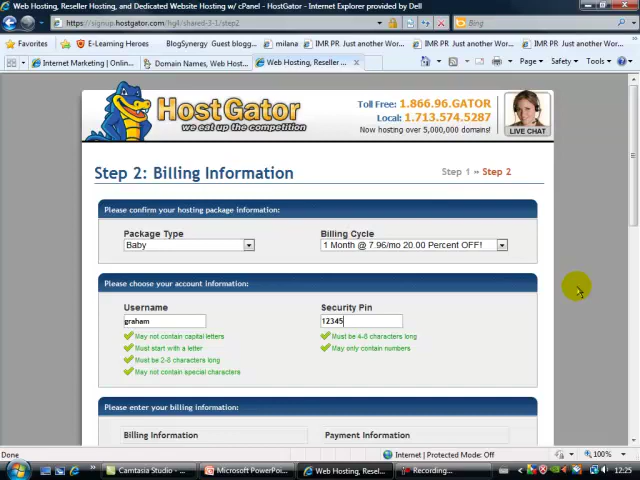 Web Hosting, Reseller Hosting, and Dedicated Website Hosting w/ cPanel - HostGator - Internet Explorer provided by Dell
https://signup.hostgator.com/hg4/shared-3-1/step2
Bing
Favorites E-Learning Heroes BlogSynergy Guest blogg... milana IMR PR Just another Wor... IMR PR Just another Wor...
Internet Marketing | Onlin... Domain Names, Web Host... Web Hosting, Reseller ... Page Safety Tools
HostGator
we eat up the competition
Toll Free: 1.866.96.GATOR
Local: 1.713.574.5287
Now hosting over 5,000,000 domains!
LIVE CHAT
Step 2: Billing Information
Step 1 » Step 2
Please confirm your hosting package information:
Package Type Billing Cycle
Baby 1 Month @ 7.96/mo 20.00 Percent OFF!
Please choose your account information:
Username Security Pin
graham 12345
May not contain capital letters Must be 4-8 characters long
Must start with a letter May only contain numbers
Must be 2-8 characters long
May not contain special characters
Please enter your billing information:
Billing Information Payment Information
Done Internet | Protected Mode: Off 100%
Camtasia Studio - ... Microsoft PowerPo... Web Hosting, Resel... Recording... 12:25